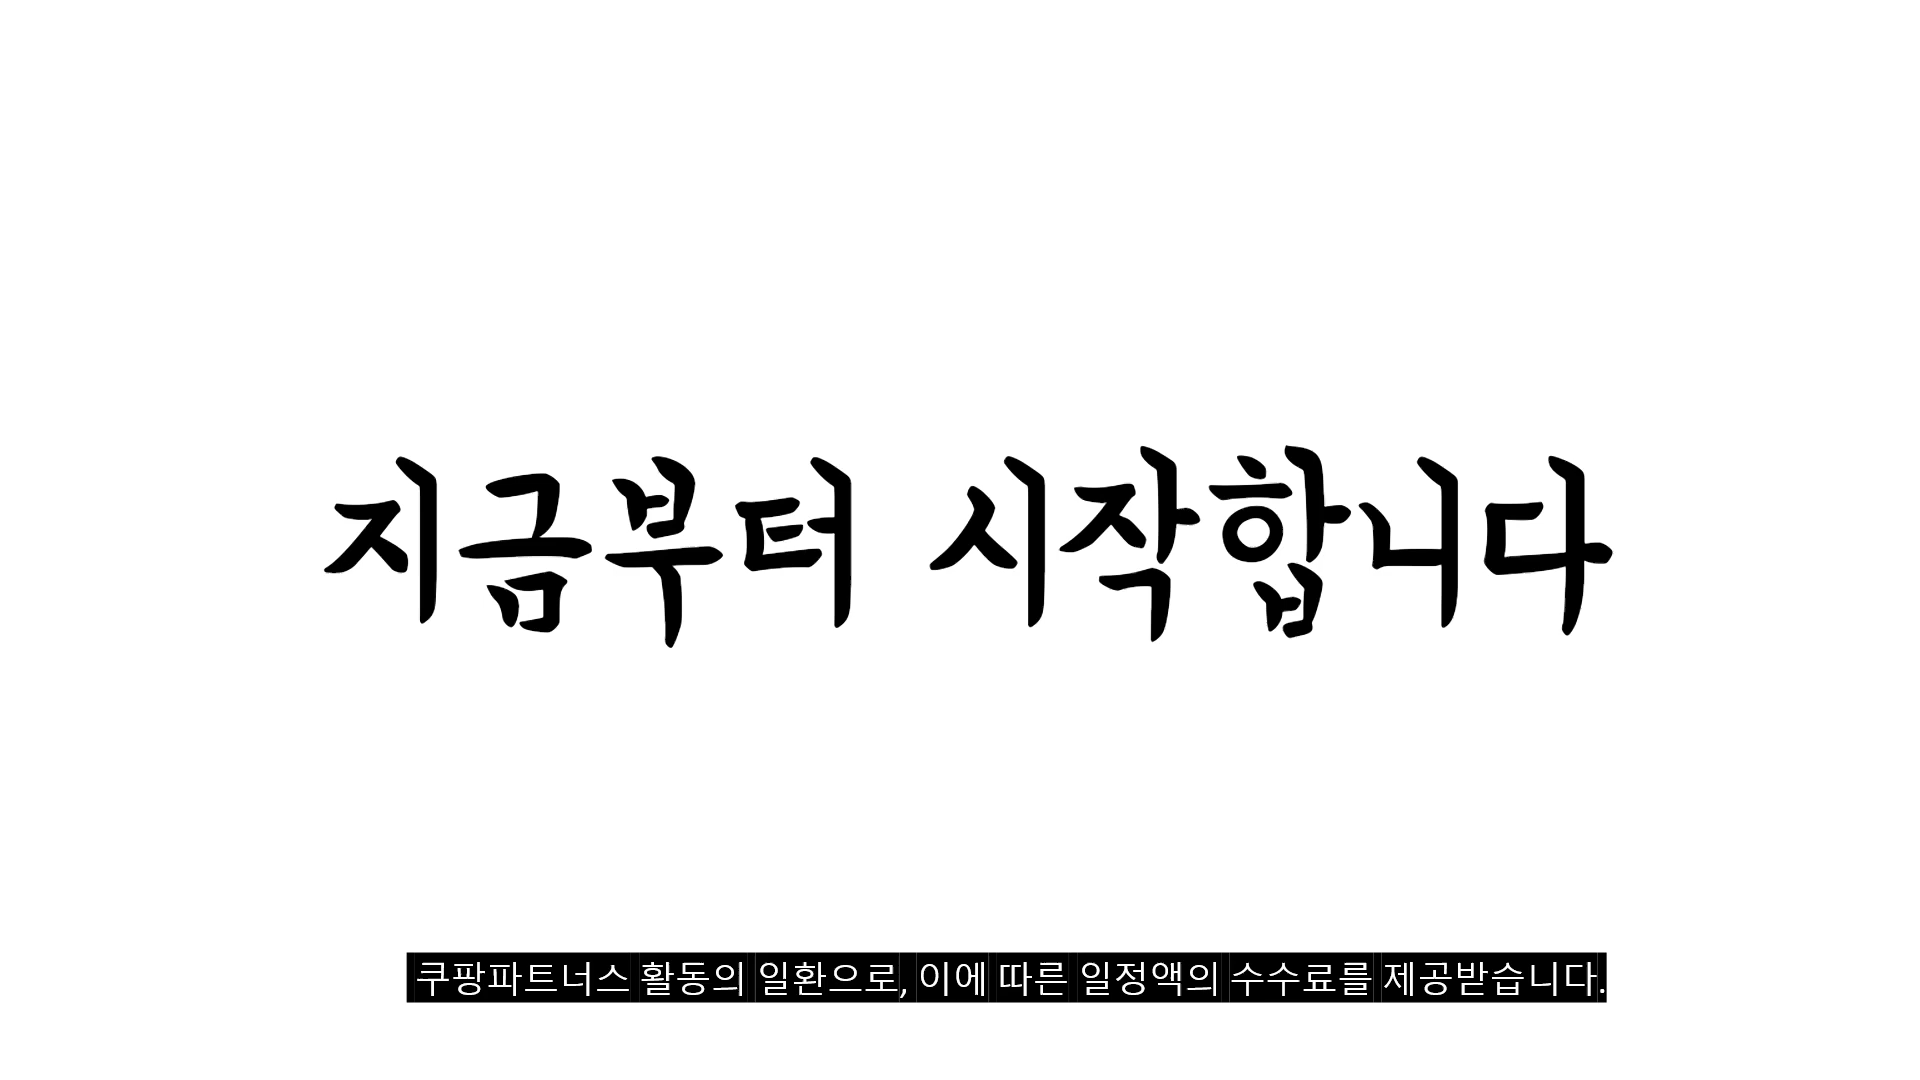 지금부터 시작합니다
쿠팡파트너스 활동의 일환으로, 이에 따른 일정액의 수수료를 제공받습니다.